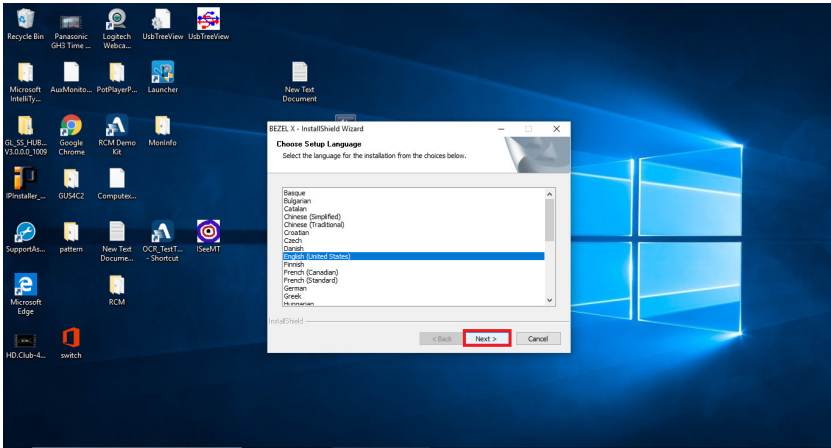 Recycle Bin
Panasonic
GH3 Time ...
Logitech
Webca...
UsbTreeView
UsbTreeView
Microsoft
IntelliTy...
AuxMonito...
PotPlayerP...
Launcher
New Text
Document
GL_SS_HUB...
V3.0.0.0_1009
Google
Chrome
RCM Demo
Kit
MonInfo
IPinstaller_...
GUS4C2
Computex...
SupportAs...
pattern
New Text
Docume...
OCR_TestT...
- Shortcut
ISeeMT
Microsoft
Edge
RCM
HD.Club-4...
switch
BEZEL X - InstallShield Wizard
Choose Setup Language
Select the language for the installation from the choices below.
Basque
Bulgarian
Catalan
Chinese (Simplified)
Chinese (Traditional)
Croatian
Czech
Danish
English (United States)
Finnish
French (Canadian)
French (Standard)
German
Greek
Hungarian
InstallShield
< Back
Next >
Cancel